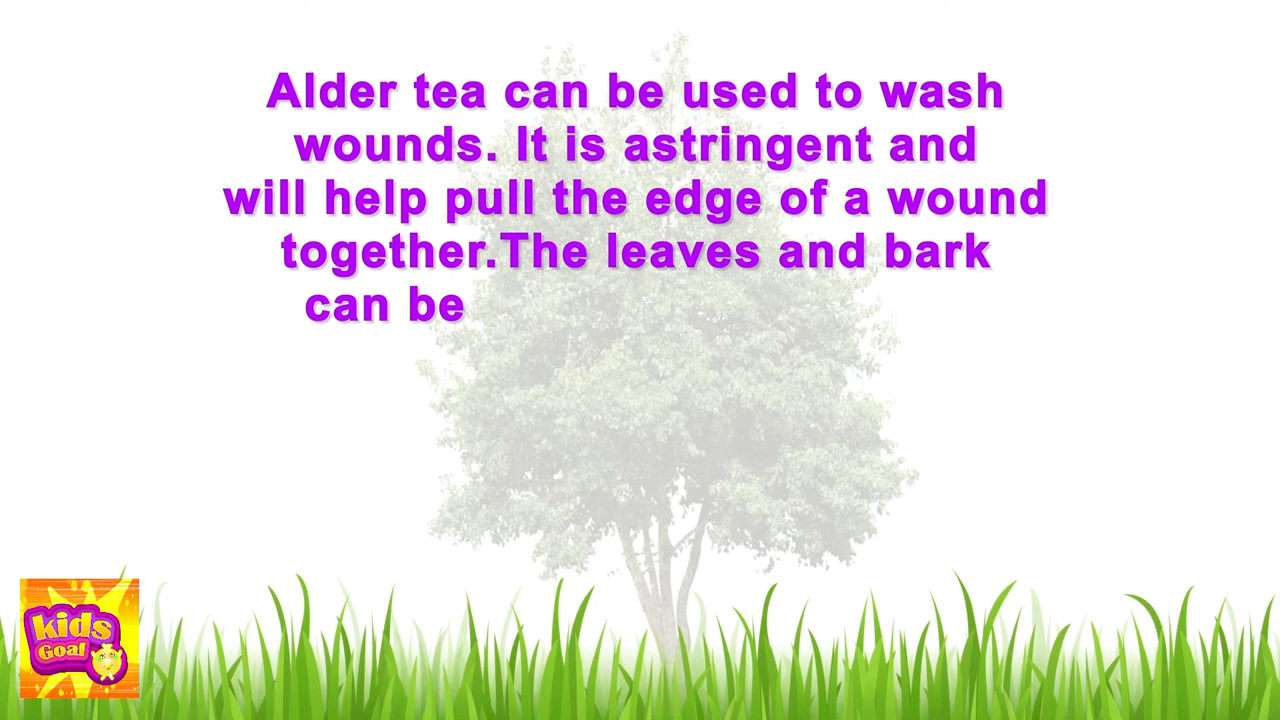 Alder tea can be used to wash
wounds. It is astringent and
will help pull the edge of a wound
together.The leaves and bark
can be
kids
Goal